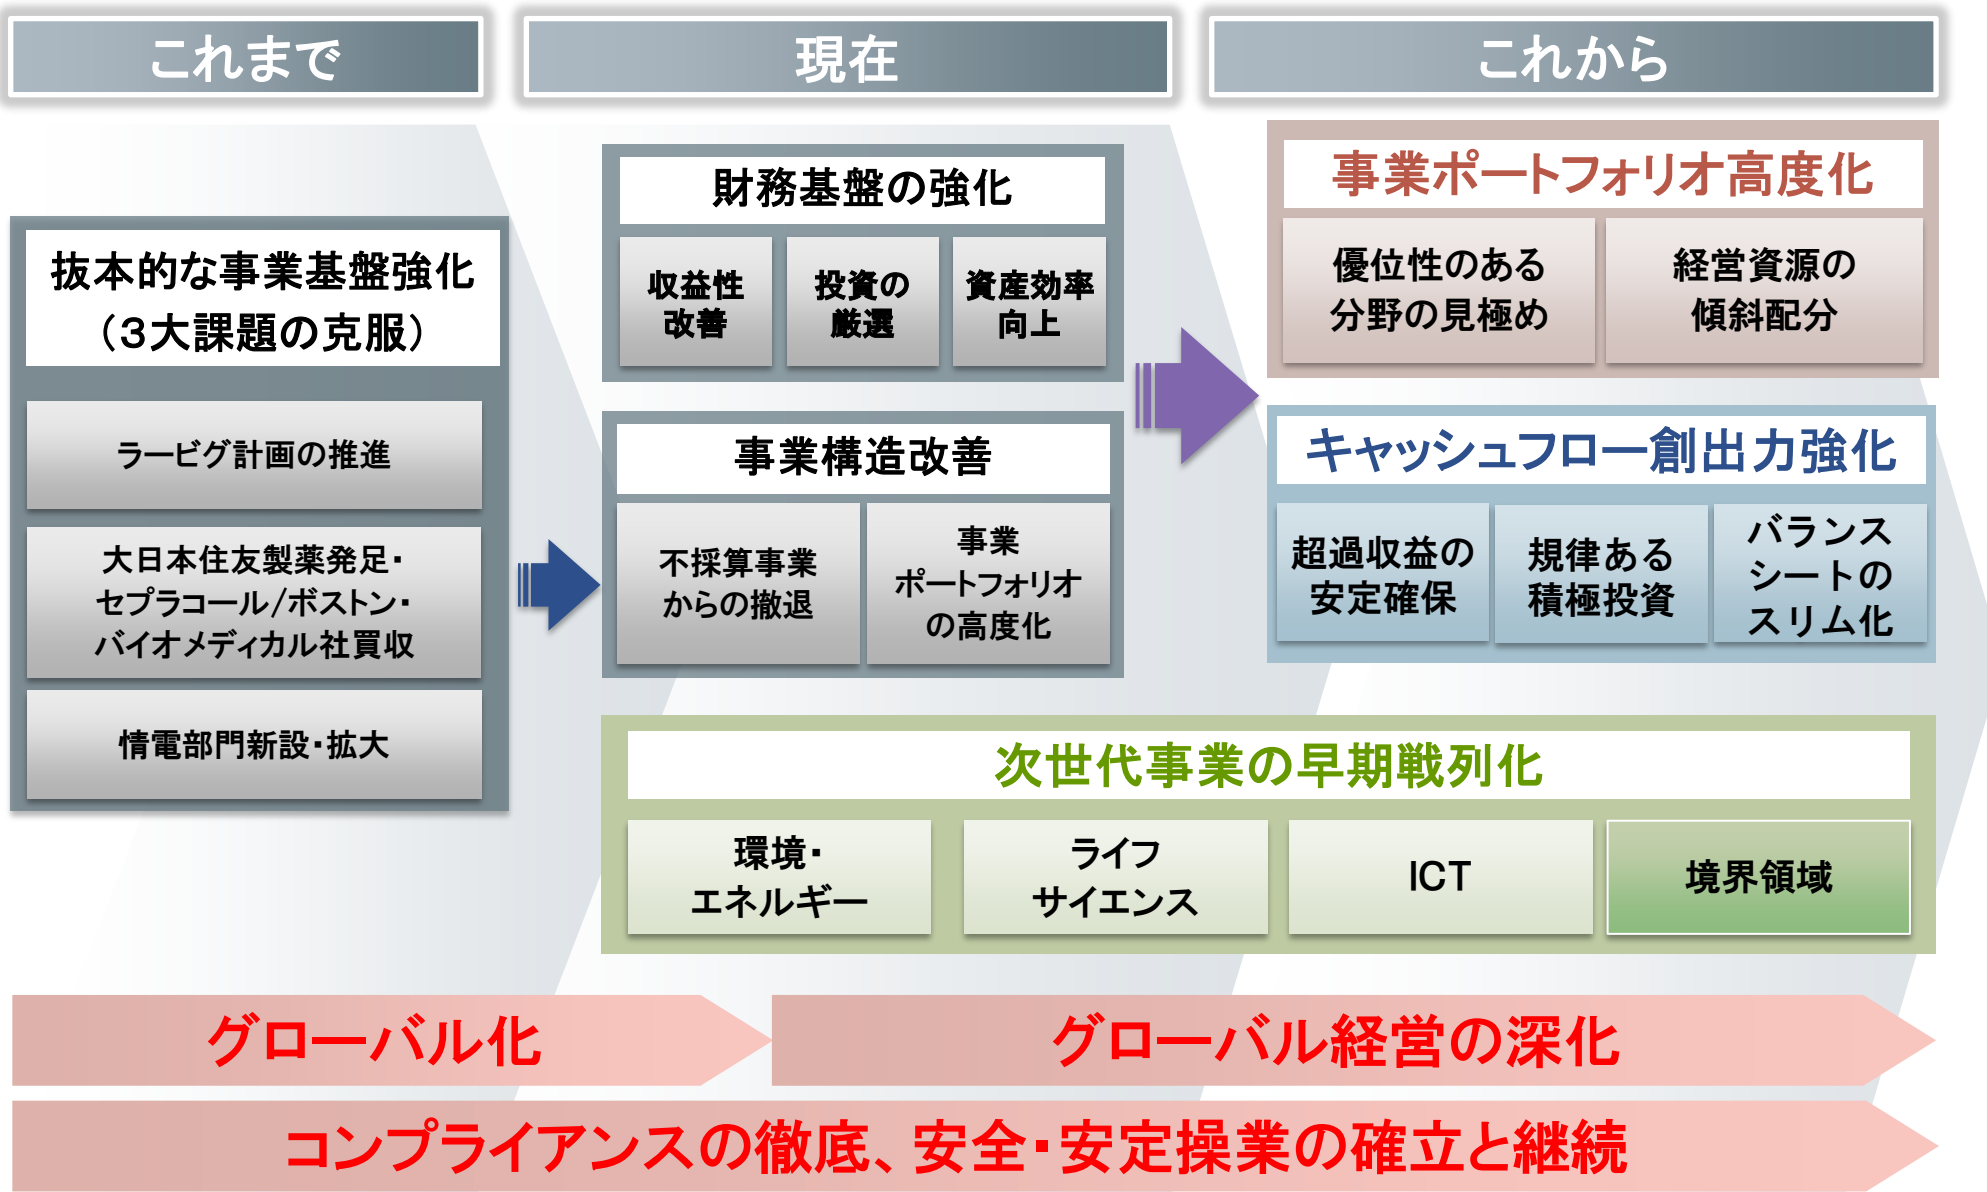 これまで
現在
これから
抜本的な事業基盤強化
（３大課題の克服）
ラービグ計画の推進
大日本住友製薬発足・
セプラコール/ボストン・
バイオメディカル社買収
情電部門新設・拡大
財務基盤の強化
収益性
改善
投資の
厳選
資産効率
向上
事業構造改善
不採算事業
からの撤退
事業
ポートフォリオ
の高度化
事業ポートフォリオ高度化
優位性のある
分野の見極め
経営資源の
傾斜配分
キャッシュフロー創出力強化
超過収益の
安定確保
規律ある
積極投資
バランス
シートの
スリム化
次世代事業の早期戦列化
環境・
エネルギー
ライフ
サイエンス
ICT
境界領域
グローバル化
グローバル経営の深化
コンプライアンスの徹底、安全・安定操業の確立と継続